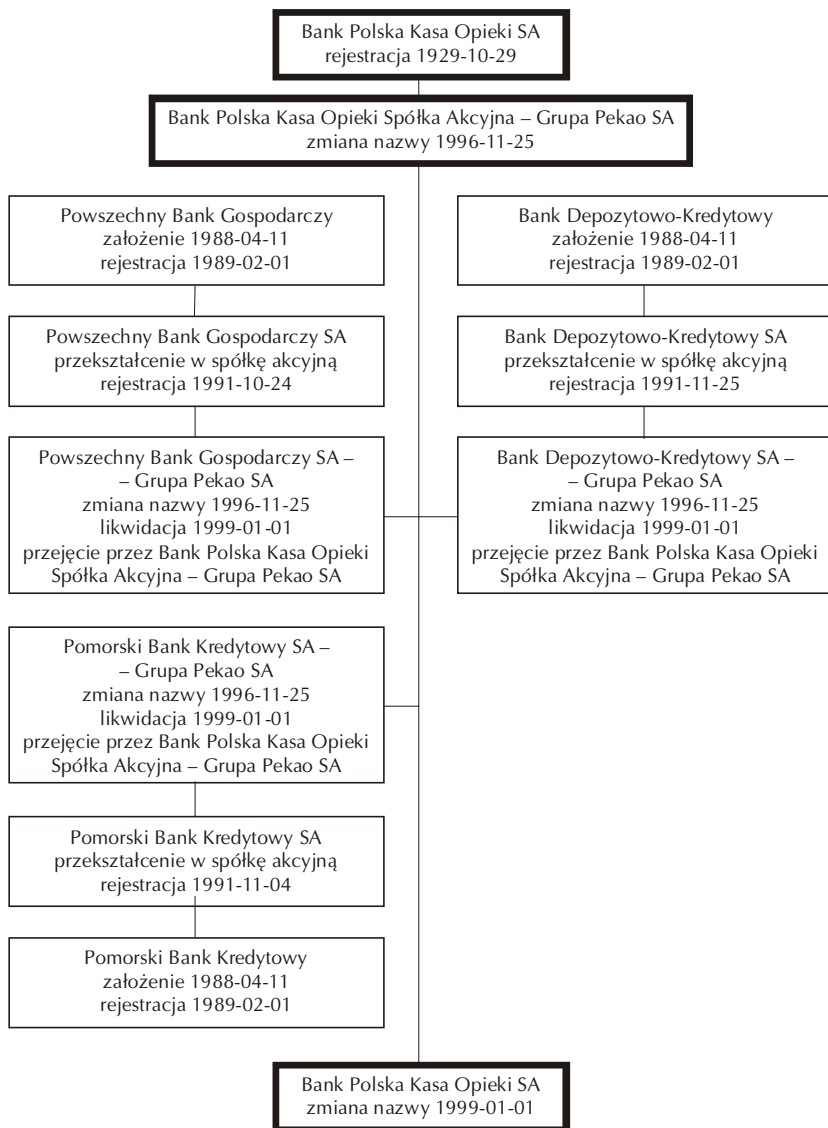 Bank Polska Kasa Opieki SA
rejestracja 1929-10-29
Bank Polska Kasa Opieki Spółka Akcyjna – Grupa Pekao SA
zmiana nazwy 1996-11-25
Powszechny Bank Gospodarczy
założenie 1988-04-11
rejestracja 1989-02-01
Bank Depozytowo-Kredytowy
założenie 1988-04-11
rejestracja 1989-02-01
Powszechny Bank Gospodarczy SA
przekształcenie w spółkę akcyjną
rejestracja 1991-10-24
Bank Depozytowo-Kredytowy SA
przekształcenie w spółkę akcyjną
rejestracja 1991-11-25
Powszechny Bank Gospodarczy SA –
– Grupa Pekao SA
zmiana nazwy 1996-11-25
likwidacja 1999-01-01
przejęcie przez Bank Polska Kasa Opieki
Spółka Akcyjna – Grupa Pekao SA
Bank Depozytowo-Kredytowy SA –
– Grupa Pekao SA
zmiana nazwy 1996-11-25
likwidacja 1999-01-01
przejęcie przez Bank Polska Kasa Opieki
Spółka Akcyjna – Grupa Pekao SA
Pomorski Bank Kredytowy SA –
– Grupa Pekao SA
zmiana nazwy 1996-11-25
likwidacja 1999-01-01
przejęcie przez Bank Polska Kasa Opieki
Spółka Akcyjna – Grupa Pekao SA
Pomorski Bank Kredytowy SA
przekształcenie w spółkę akcyjną
rejestracja 1991-11-04
Pomorski Bank Kredytowy
założenie 1988-04-11
rejestracja 1989-02-01
Bank Polska Kasa Opieki SA
zmiana nazwy 1999-01-01